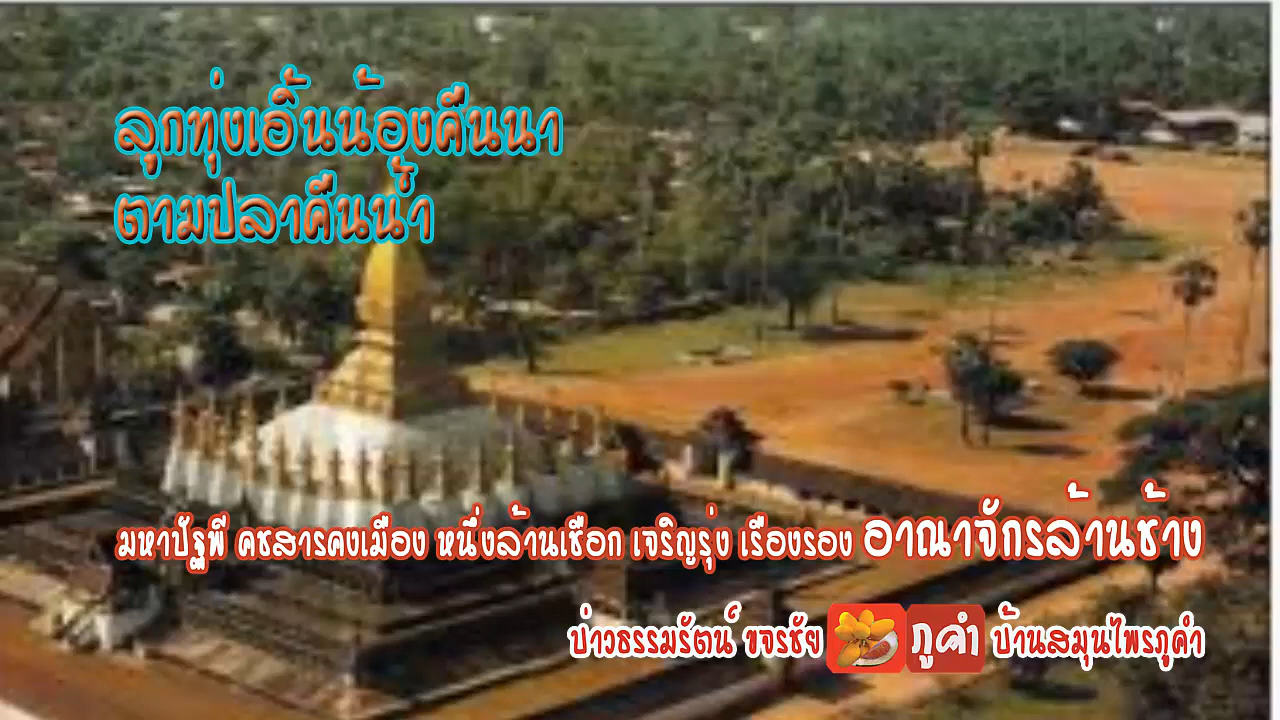 ลุกทุ่งเอิ้นน้องคืนนา
ตามปลาคืนน้ำ
มหาปัฐพี คชสารคงเมือง หนึ่งล้านเชือก เจริญรุ่ง เรืองรอง อาณาจักรล้านช้าง
บ่าวธรรมรัตน์ ขจรชัย ภูคำ บ้านสมุนไพรภูคำ